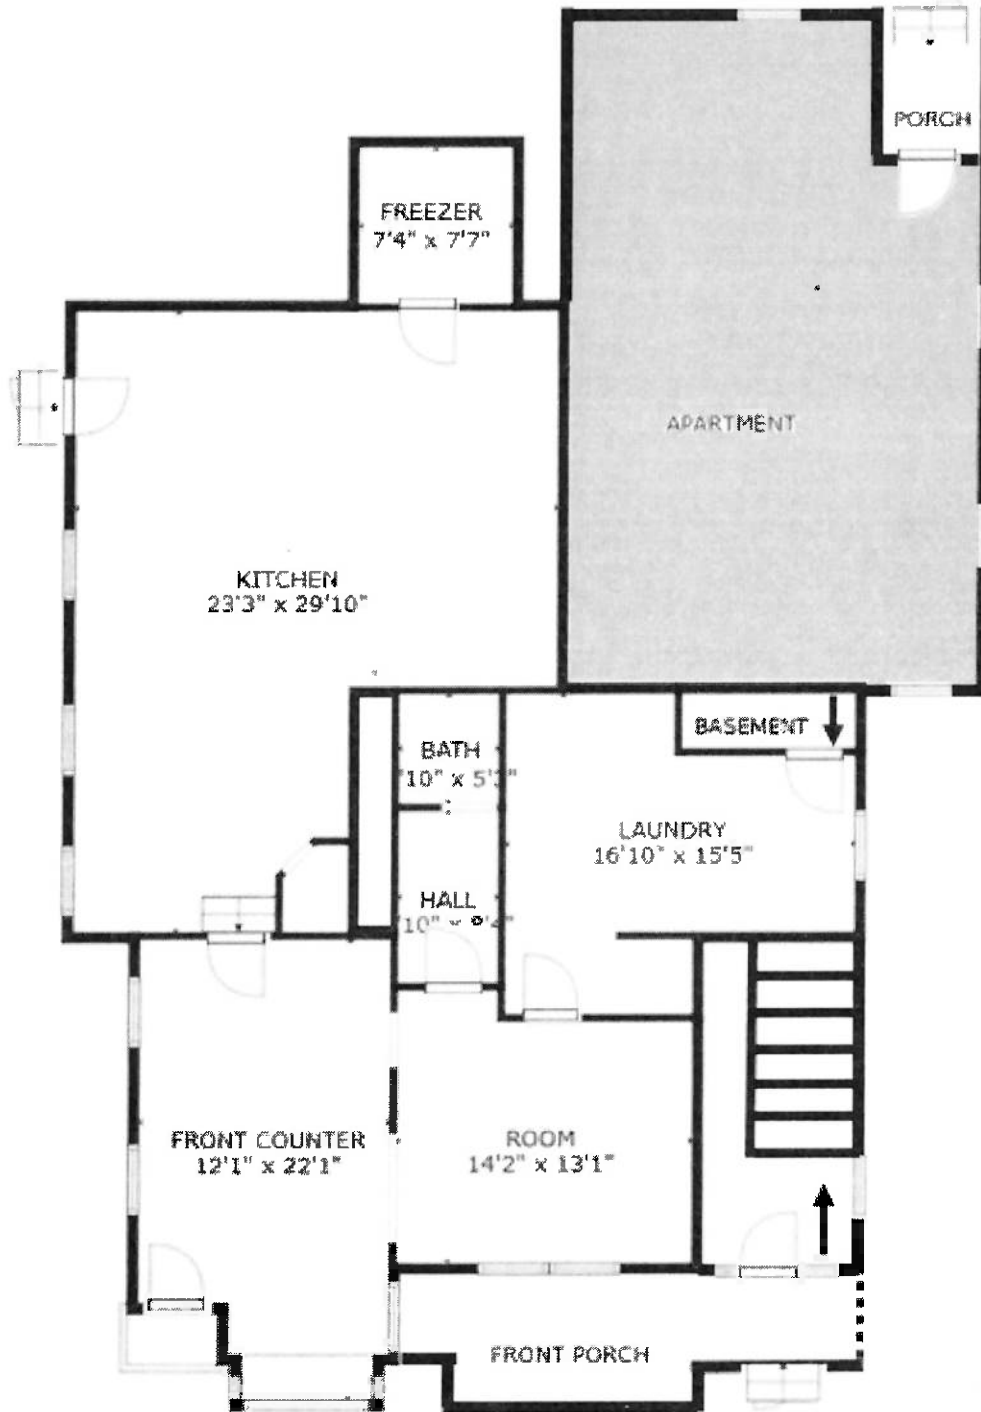 PORCH
FREEZER
7'4" x 7'7"
APARTMENT
KITCHEN
23'3" x 29'10"
BASEMENT
BATH
LAUNDRY
16'10" x 15'5"
HALL
FRONT COUNTER
12'1" x 22'1"
ROOM
14'2" x 13'1"
FRONT PORCH